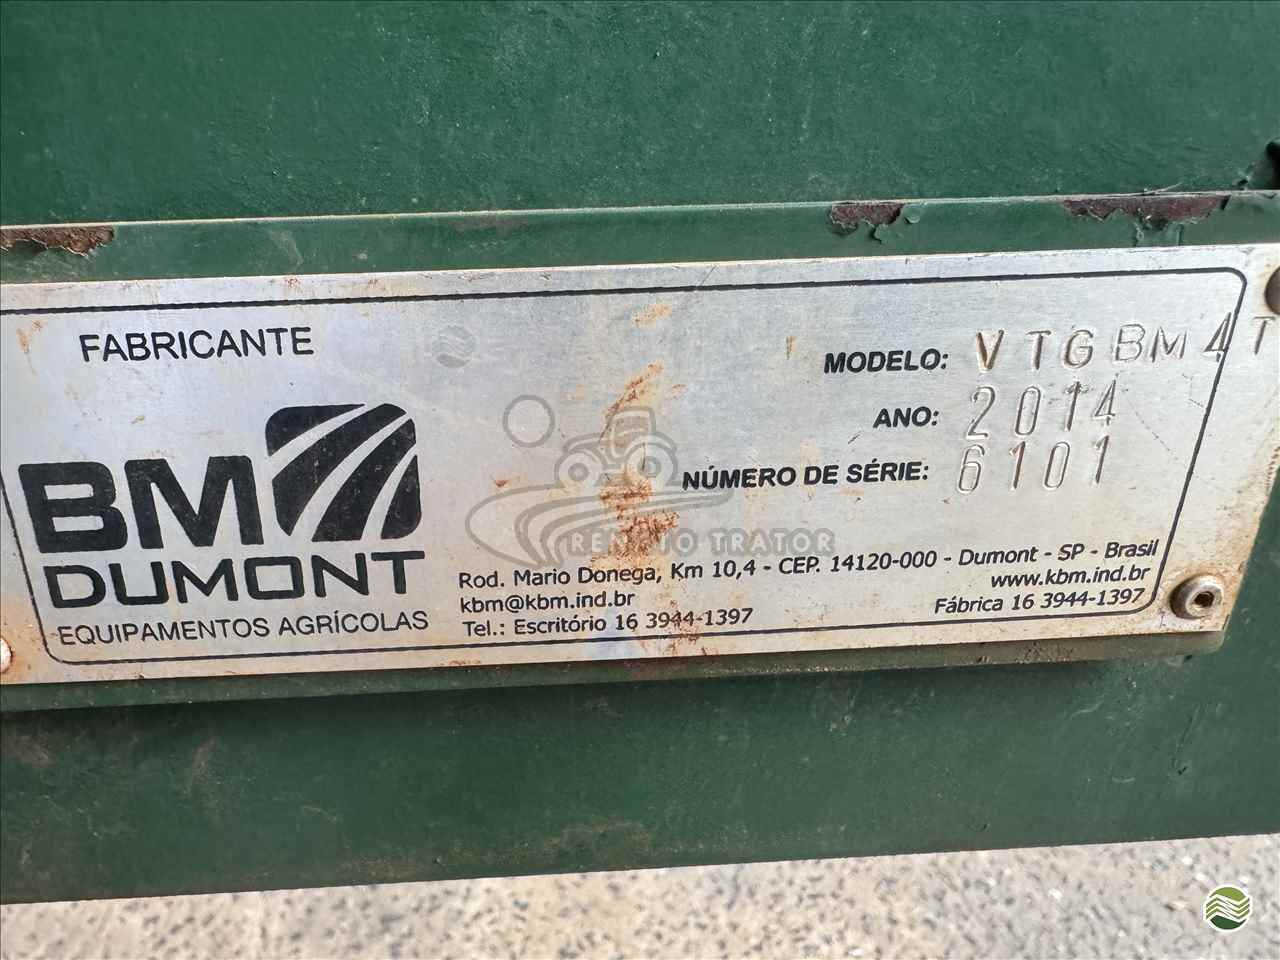 FABRICANTE
BM
DUMONT
EQUIPAMENTOS AGRÍCOLAS
MODELO: VTGBM4T
ANO: 2014
NÚMERO DE SÉRIE: 6101
RENATO TRATOR
Rod. Mario Donega, Km 10,4 - CEP. 14120-000 - Dumont - SP - Brasil
kbm@kbm.ind.br www.kbm.ind.br
Tel.: Escritório 16 3944-1397 Fábrica 16 3944-1397